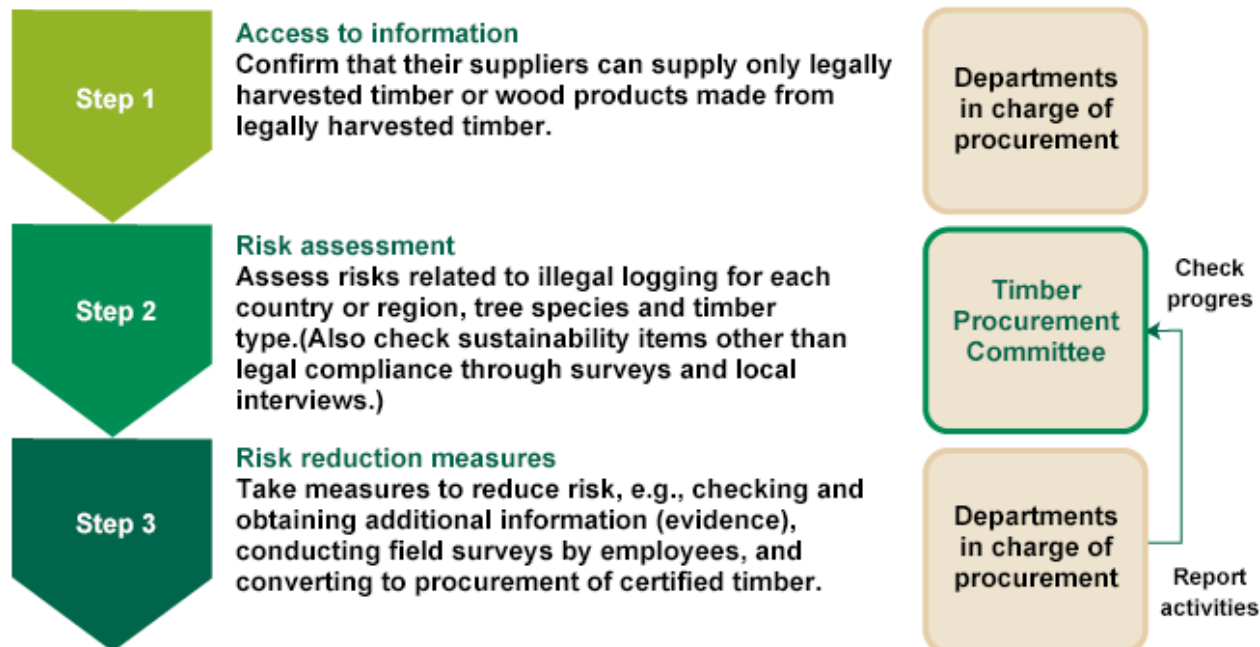 Step 1
Access to information
Confirm that their suppliers can supply only legally
harvested timber or wood products made from
legally harvested timber.
Departments
in charge of
procurement
Step 2
Risk assessment
Assess risks related to illegal logging for each
country or region, tree species and timber
type.(Also check sustainability items other than
legal compliance through surveys and local
interviews.)
Timber
Procurement
Committee
Check
progres
Step 3
Risk reduction measures
Take measures to reduce risk, e.g., checking and
obtaining additional information (evidence),
conducting field surveys by employees, and
converting to procurement of certified timber.
Departments
in charge of
procurement
Report
activities